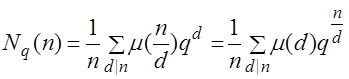 N_q(n) = \frac{1}{n} \sum_{d|n} \mu(\frac{n}{d}) q^d = \frac{1}{n} \sum_{d|n} \mu(d) q^{\frac{n}{d}}